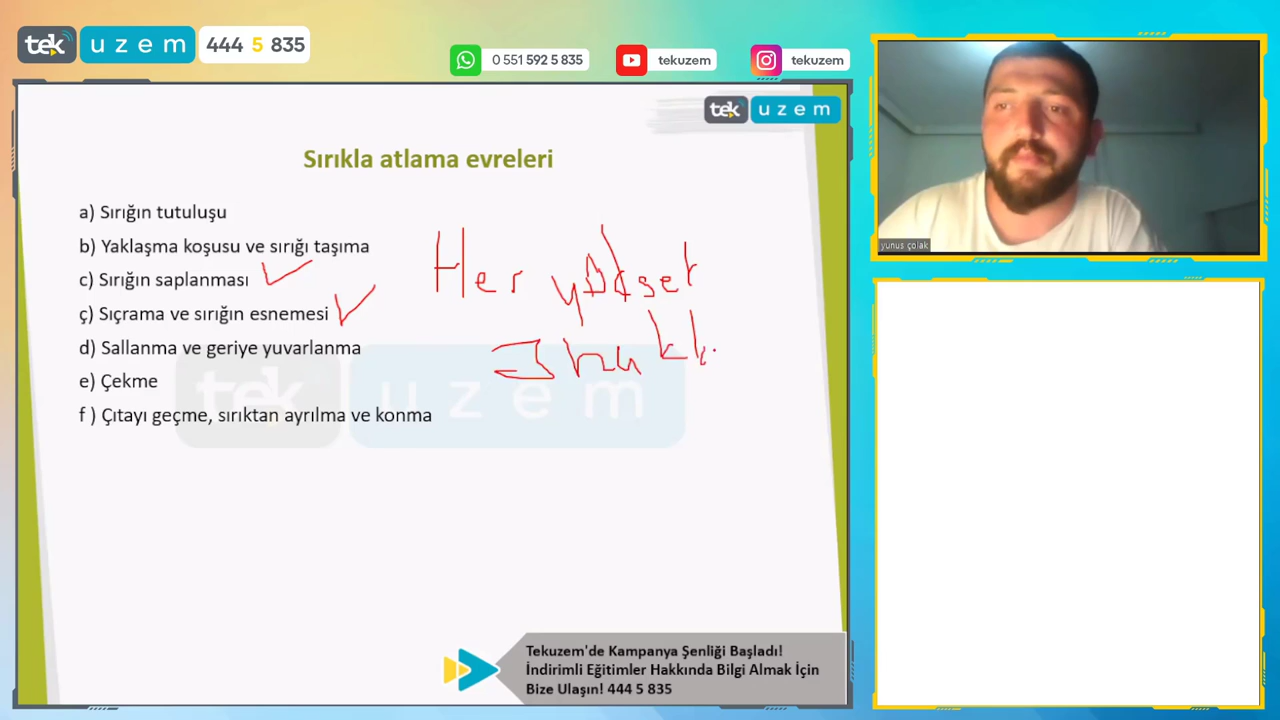 tek uzem 444 5 835
0 551 592 5 835
tekuzem
tekuzem
tek uzem
Sırıkla atlama evreleri
a) Sırığın tutuluşu
b) Yaklaşma koşusu ve sırığı taşıma
c) Sırığın saplanması
ç) Sıçrama ve sırığın esnemesi
d) Sallanma ve geriye yuvarlanma
e) Çekme
f ) Çıtayı geçme, sırıktan ayrılma ve konma
Her
tek uzem
yunus çolak
Tekuzem'de Kampanya Şenliği Başladı!
İndirimli Eğitimler Hakkında Bilgi Almak İçin
Bize Ulaşın! 444 5 835